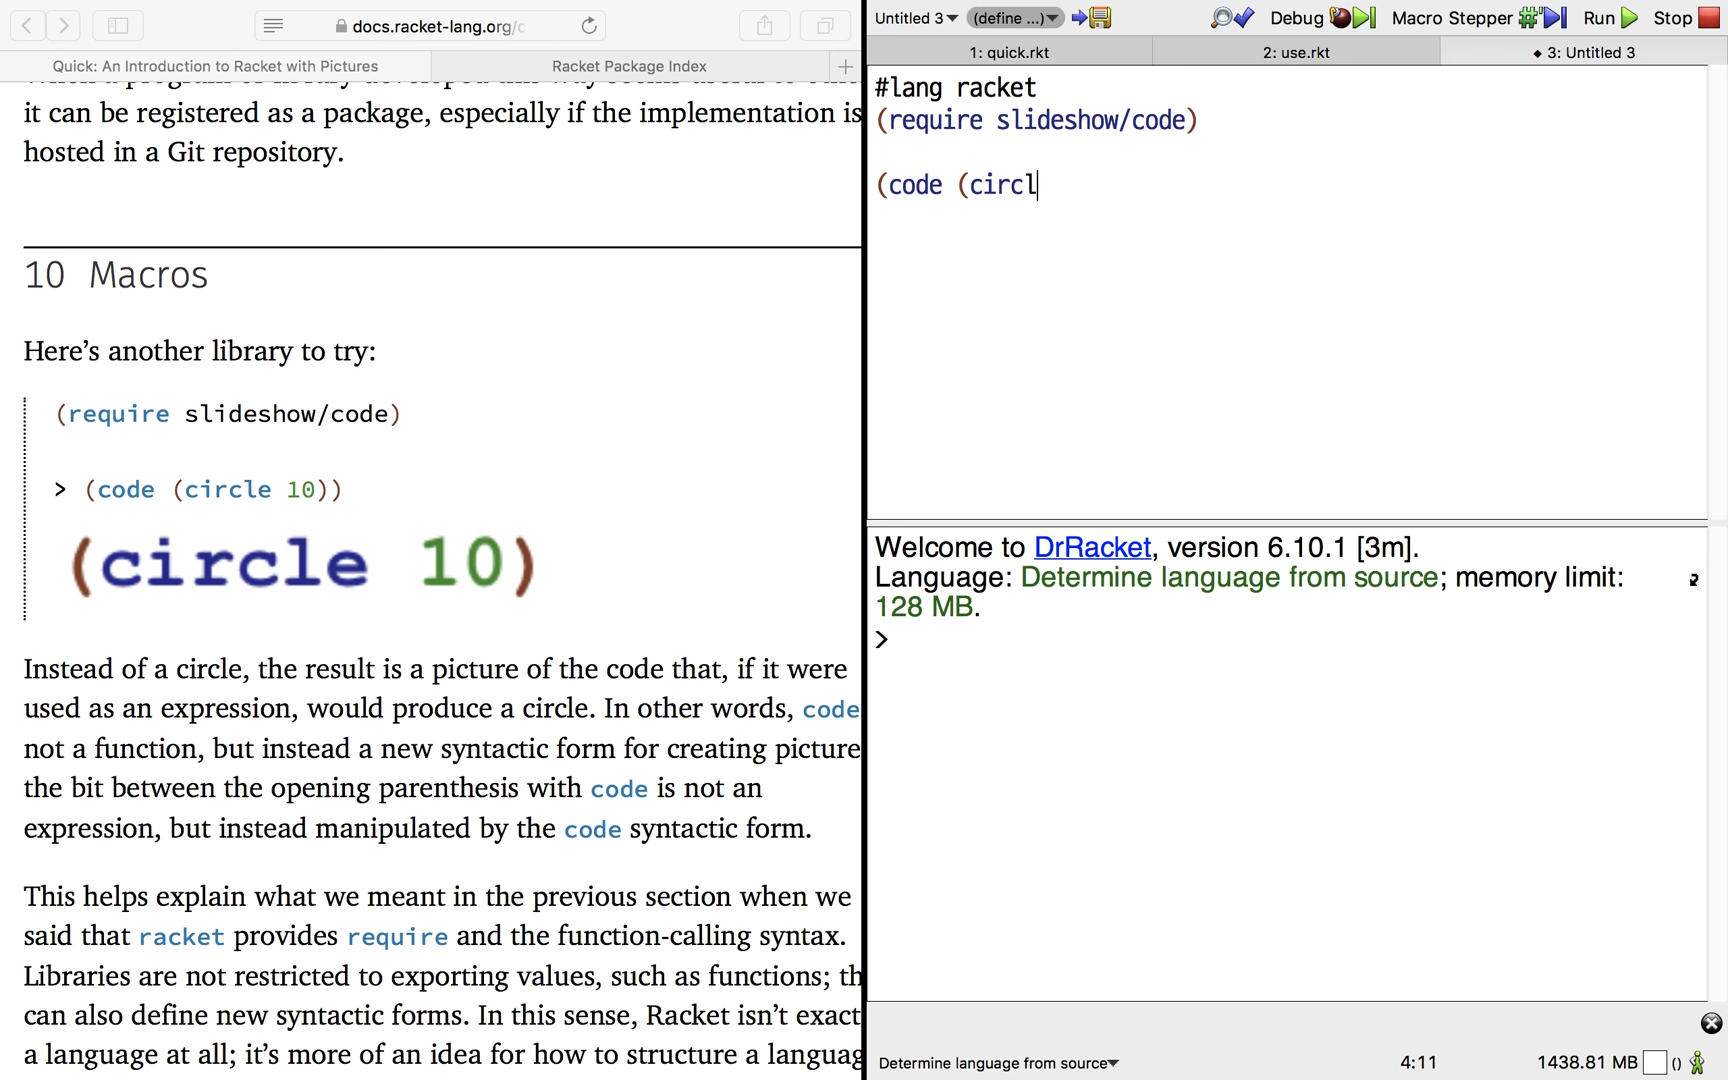 docs.racket-lang.org/c
Quick: An Introduction to Racket with Pictures
Racket Package Index
it can be registered as a package, especially if the implementation is
hosted in a Git repository.
10 Macros
Here's another library to try:
(require slideshow/code)
> (code (circle 10))
(circle 10)
Instead of a circle, the result is a picture of the code that, if it were
used as an expression, would produce a circle. In other words, code
not a function, but instead a new syntactic form for creating picture
the bit between the opening parenthesis with code is not an
expression, but instead manipulated by the code syntactic form.
This helps explain what we meant in the previous section when we
said that racket provides require and the function-calling syntax.
Libraries are not restricted to exporting values, such as functions; th
can also define new syntactic forms. In this sense, Racket isn't exact
a language at all; it's more of an idea for how to structure a languag
Untitled 3 (define ...) Debug Macro Stepper Run Stop
1: quick.rkt 2: use.rkt 3: Untitled 3
#lang racket
(require slideshow/code)
(code (circl
Welcome to DrRacket, version 6.10.1 [3m].
Language: Determine language from source; memory limit:
128 MB.
>
Determine language from source 4:11 1438.81 MB ()